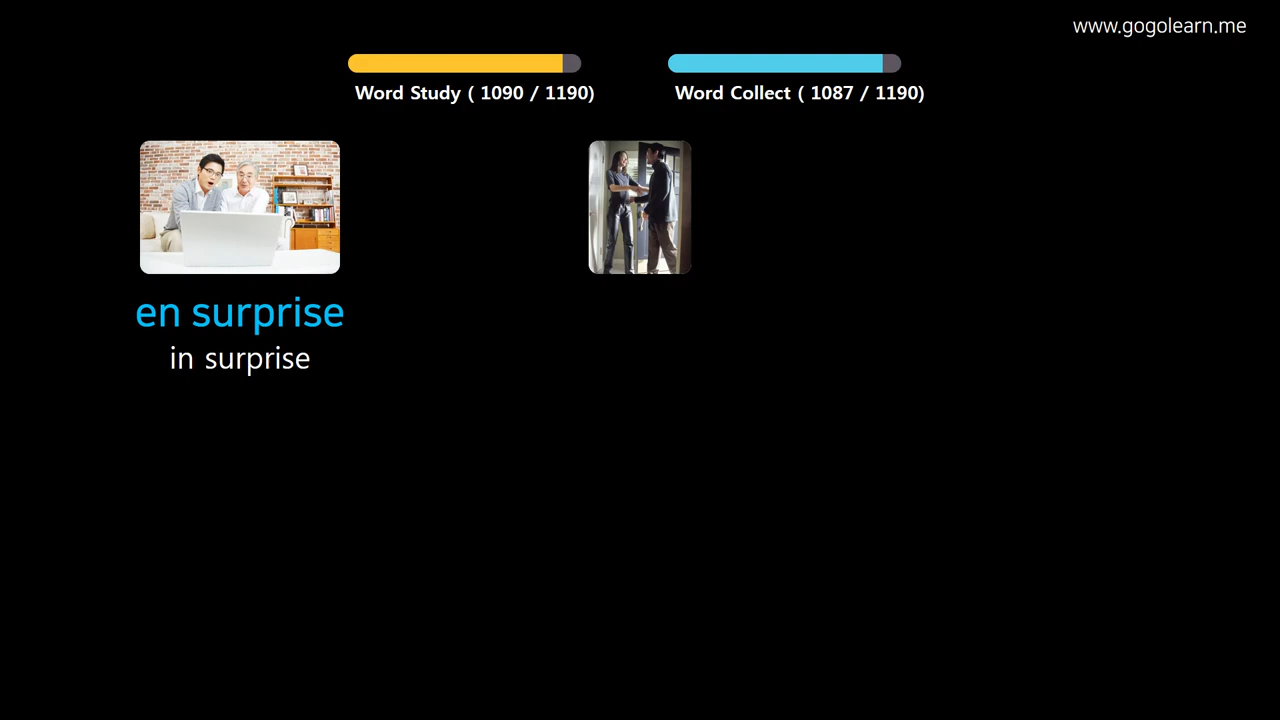 www.gogolearn.me
Word Study ( 1090 / 1190)
Word Collect ( 1087 / 1190)
en surprise
in surprise